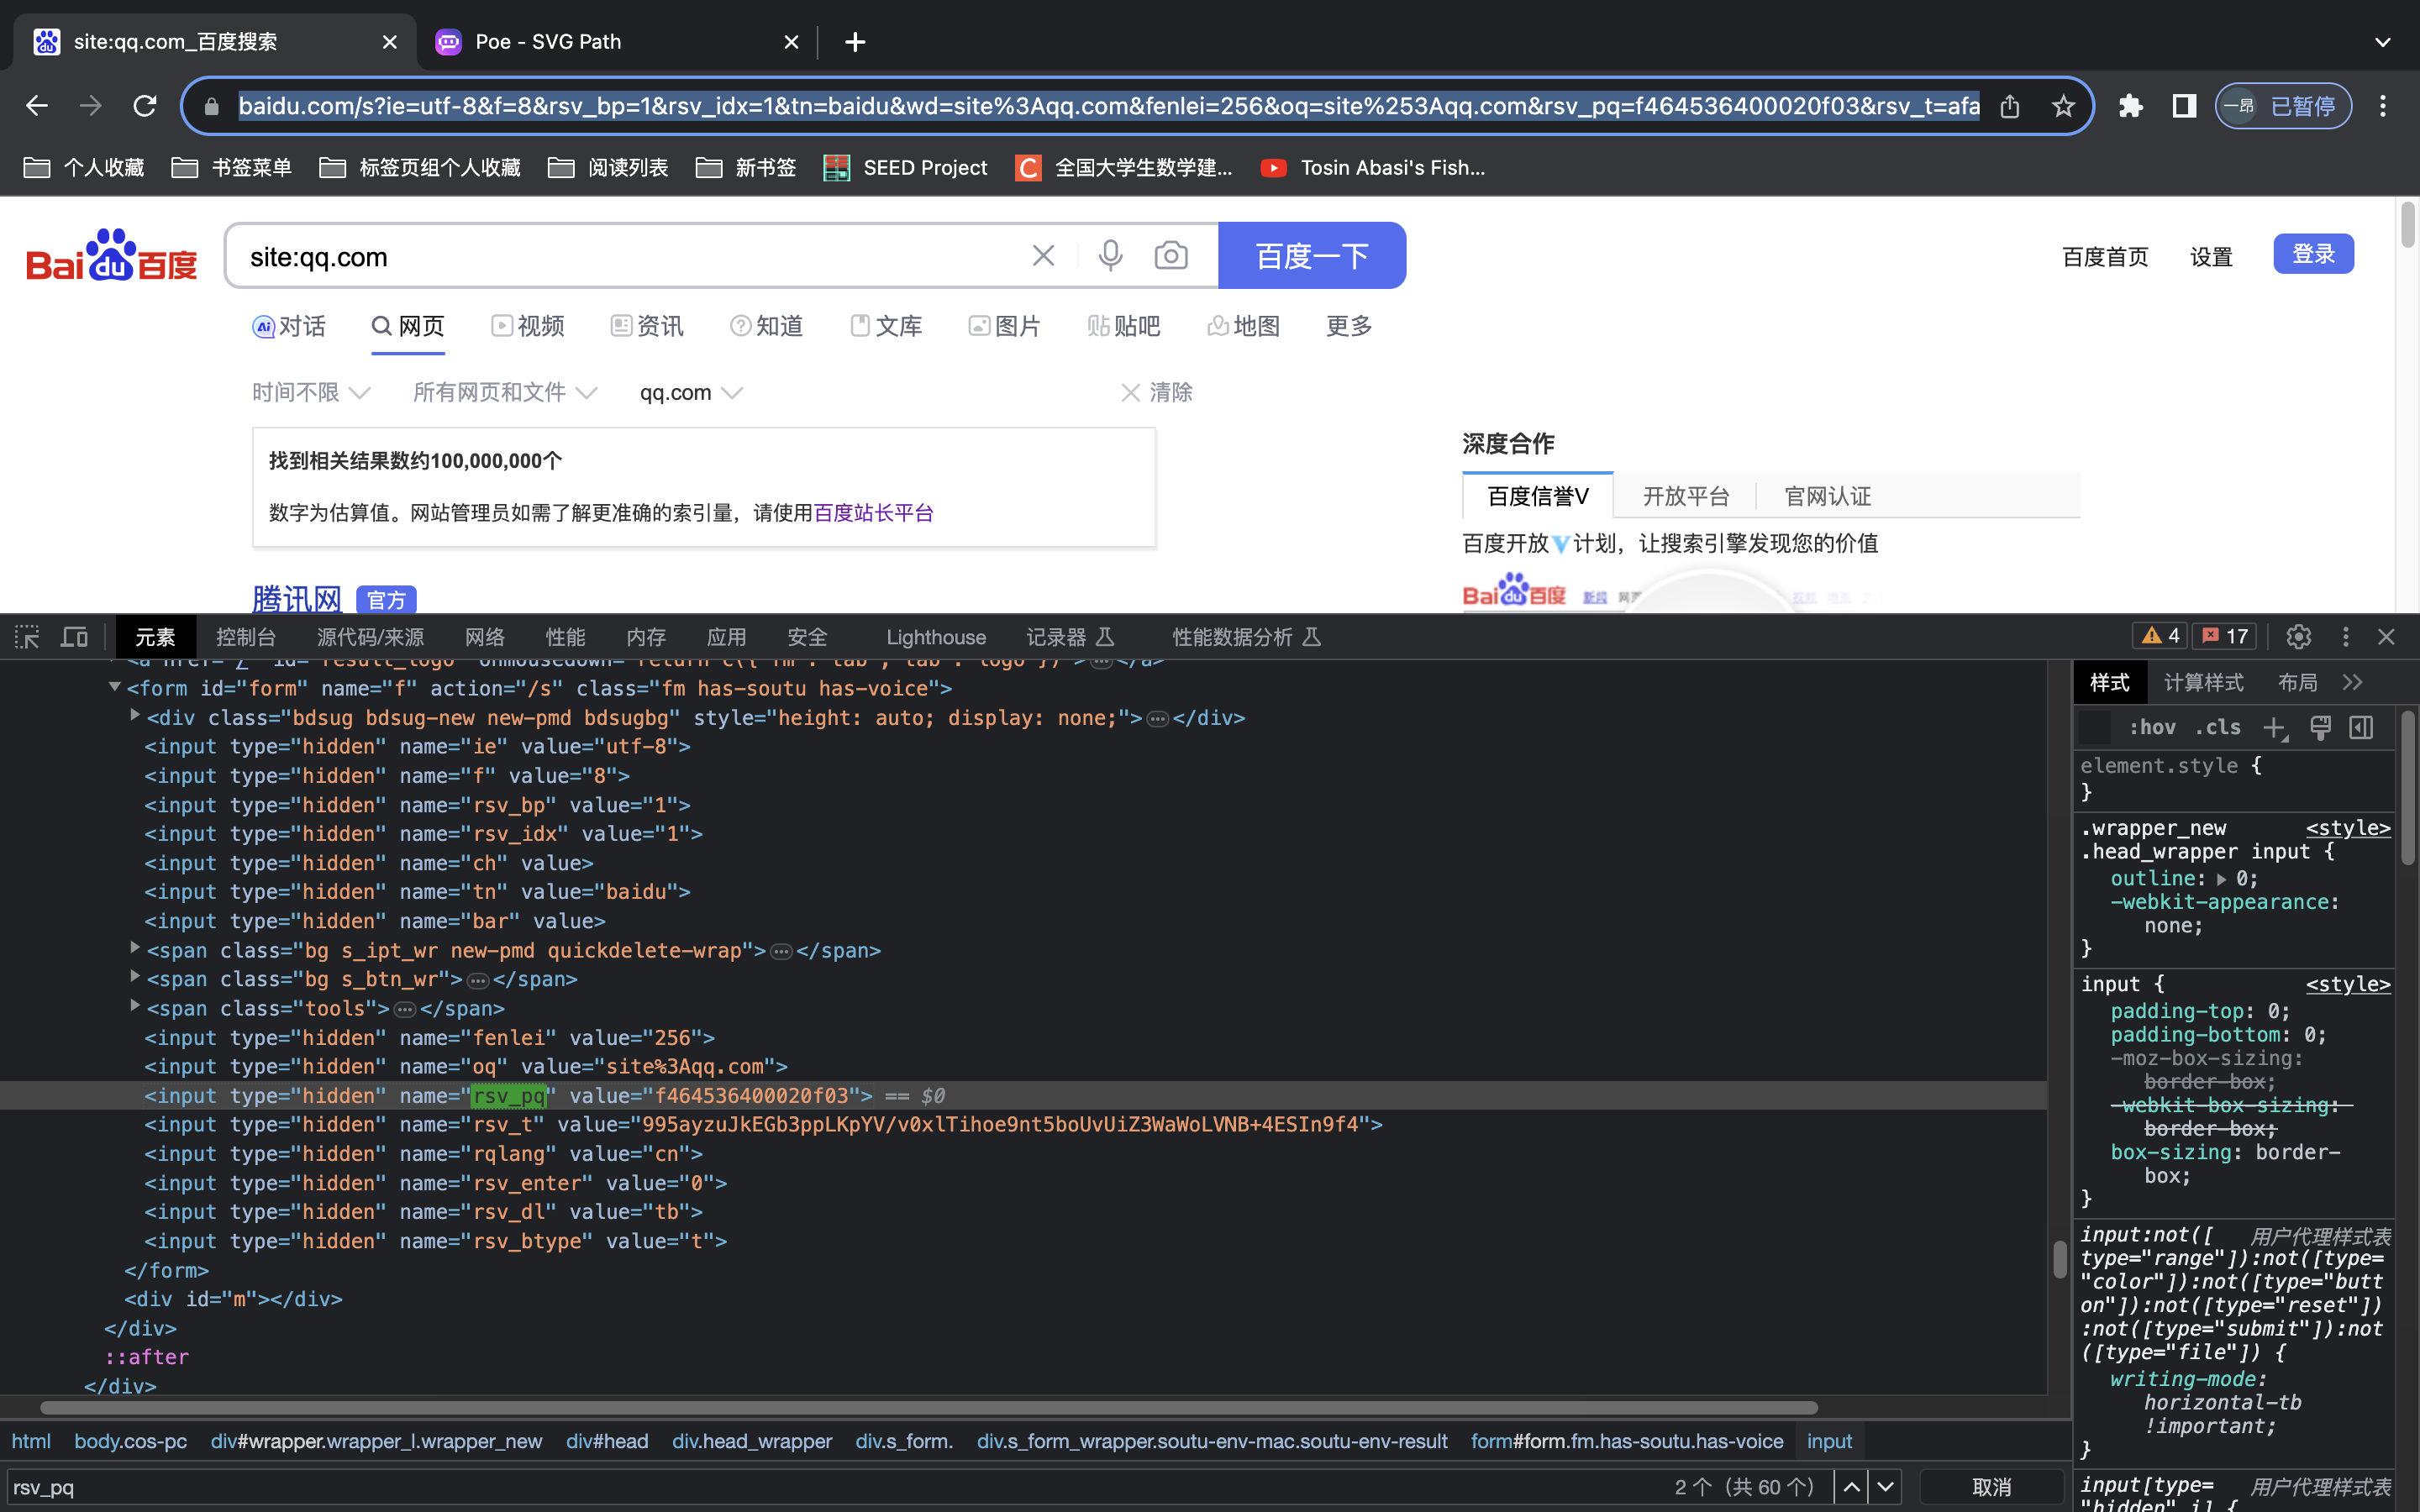 site:qq.com_百度搜索
Poe - SVG Path
baidu.com/s?ie=utf-8&f=8&rsv_bp=1&rsv_idx=1&tn=baidu&wd=site%3Aqq.com&fenlei=256&oq=site%253Aqq.com&rsv_pq=f464536400020f03&rsv_t=afa
一昂 已暂停
个人收藏 书签菜单 标签页组个人收藏 阅读列表 新书签 SEED Project 全国大学生数学建... Tosin Abasi's Fish...
Bai du 百度 site:qq.com 百度一下 百度首页 设置 登录
Ai 对话 网页 视频 资讯 知道 文库 图片 贴 贴吧 地图 更多
时间不限 所有网页和文件 qq.com 清除
找到相关结果数约100,000,000个
数字为估算值。网站管理员如需了解更准确的索引量，请使用百度站长平台
腾讯网 官方
深度合作
百度信誉V 开放平台 官网认证
百度开放V计划，让搜索引擎发现您的价值
Bai du 百度 新闻
元素 控制台 源代码/来源 网络 性能 内存 应用 安全 Lighthouse 记录器 性能数据分析 4 17
<a href="/" id="result_logo" onmousedown="return c({'fm':'tab','tab':'logo'})">…</a>
<form id="form" name="f" action="/s" class="fm has-soutu has-voice">
<div class="bdsug bdsug-new new-pmd bdsugbg" style="height: auto; display: none;">…</div>
<input type="hidden" name="ie" value="utf-8">
<input type="hidden" name="f" value="8">
<input type="hidden" name="rsv_bp" value="1">
<input type="hidden" name="rsv_idx" value="1">
<input type="hidden" name="ch" value>
<input type="hidden" name="tn" value="baidu">
<input type="hidden" name="bar" value>
<span class="bg s_ipt_wr new-pmd quickdelete-wrap">…</span>
<span class="bg s_btn_wr">…</span>
<span class="tools">…</span>
<input type="hidden" name="fenlei" value="256">
<input type="hidden" name="oq" value="site%3Aqq.com">
<input type="hidden" name="rsv_pq" value="f464536400020f03"> == $0
<input type="hidden" name="rsv_t" value="995ayzuJkEGb3ppLKpYV/v0xlTihoe9nt5boUvUiZ3WaWoLVNB+4ESIn9f4">
<input type="hidden" name="rqlang" value="cn">
<input type="hidden" name="rsv_enter" value="0">
<input type="hidden" name="rsv_dl" value="tb">
<input type="hidden" name="rsv_btype" value="t">
</form>
<div id="m"></div>
</div>
::after
</div>
html body.cos-pc div#wrapper.wrapper_l.wrapper_new div#head div.head_wrapper div.s_form. div.s_form_wrapper.soutu-env-mac.soutu-env-result form#form.fm.has-soutu.has-voice input
rsv_pq 2 个（共 60 个） 取消
样式 计算样式 布局
:hov .cls
element.style {
}
.wrapper_new <style>
.head_wrapper input {
outline: 0;
-webkit-appearance:
none;
}
input { <style>
padding-top: 0;
padding-bottom: 0;
-moz-box-sizing:
border-box;
-webkit-box-sizing:
border-box;
box-sizing: border-
box;
}
input:not([ 用户代理样式表
type="range"]):not([type=
"color"]):not([type="butt
on"]):not([type="reset"])
:not([type="submit"]):not
([type="file"]) {
writing-mode:
horizontal-tb
!important;
}
input[type= 用户代理样式表
"hidden" i] {